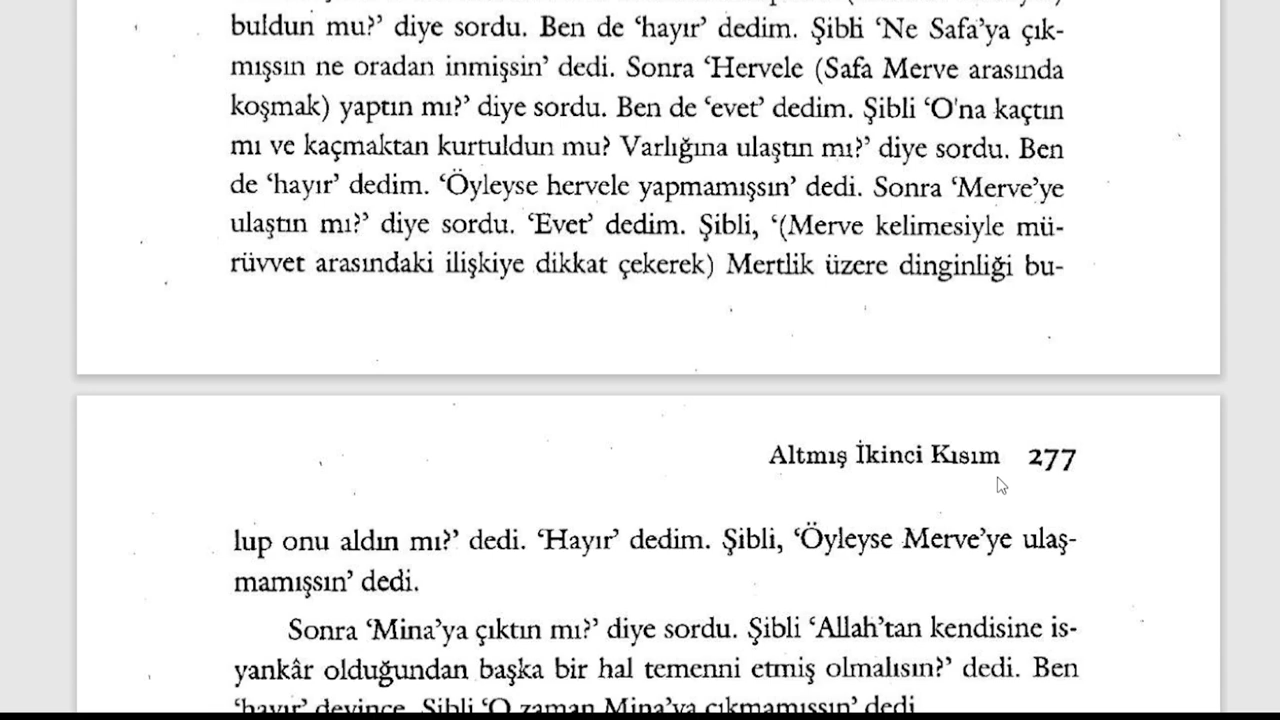 buldun mu?’ diye sordu. Ben de ‘hayır’ dedim. Şibli ‘Ne Safa’ya çık-
mışsın ne oradan inmişsin’ dedi. Sonra ‘Hervele (Safa Merve arasında
koşmak) yaptın mı?’ diye sordu. Ben de ‘evet’ dedim. Şibli ‘O'na kaçtın
mı ve kaçmaktan kurtuldun mu? Varlığına ulaştın mı?’ diye sordu. Ben
de ‘hayır’ dedim. ‘Öyleyse hervele yapmamışsın’ dedi. Sonra ‘Merve’ye
ulaştın mı?’ diye sordu. ‘Evet’ dedim. Şibli, ‘(Merve kelimesiyle mü-
rüvvet arasındaki ilişkiye dikkat çekerek) Mertlik üzere dinginliği bu-
Altmış İkinci Kısım 277
lup onu aldın mı?’ dedi. ‘Hayır’ dedim. Şibli, ‘Öyleyse Merve’ye ulaş-
mamışsın’ dedi.
Sonra ‘Mina’ya çıktın mı?’ diye sordu. Şibli ‘Allah’tan kendisine is-
yankâr olduğundan başka bir hal temenni etmiş olmalısın?’ dedi. Ben
‘hayır’ deyince, Şibli ‘O zaman Mina’ya çıkmamışsın’ dedi